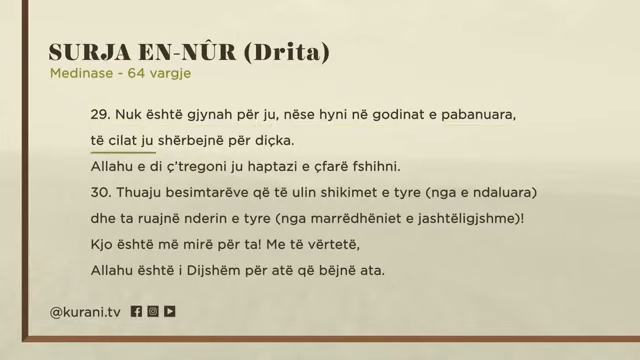 SURJA EN-NÛR (Drita)
Medinase - 64 vargje
29. Nuk është gjynah për ju, nëse hyni në godinat e pabanuara,
të cilat ju shërbejnë për diçka.
Allahu e di ç'tregoni ju haptazi e çfarë fshihni.
30. Thuaju besimtarëve që të ulin shikimet e tyre (nga e ndaluara)
dhe ta ruajnë nderin e tyre (nga marrëdhëniet e jashtëligjshme)!
Kjo është më mirë për ta! Me të vërtetë,
Allahu është i Dijshëm për atë që bëjnë ata.
@kurani.tv